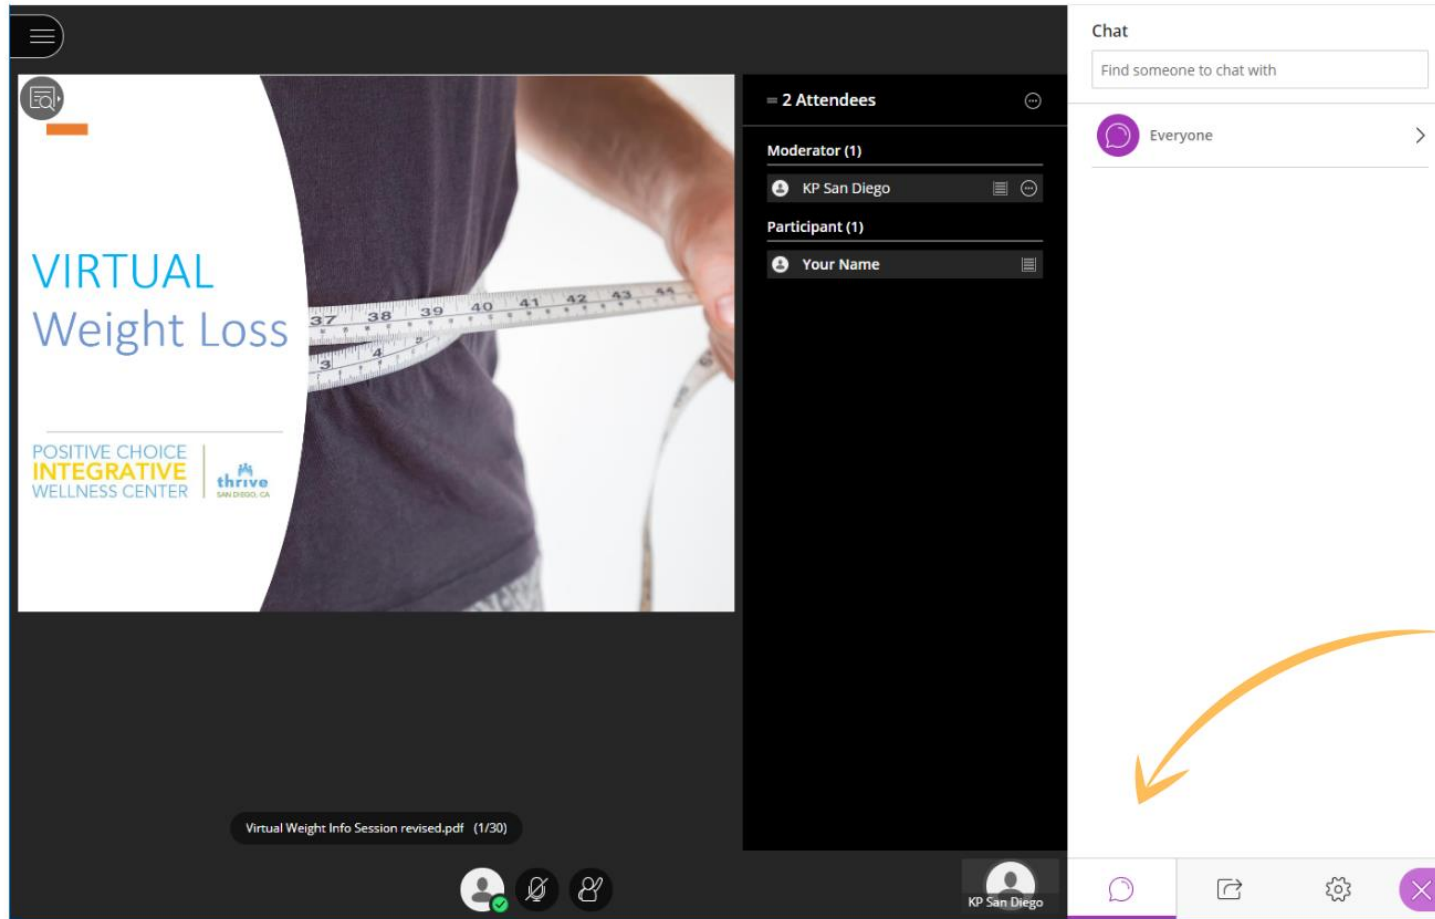 VIRTUAL
Weight Loss
POSITIVE CHOICE
INTEGRATIVE
WELLNESS CENTER
thrive
SAN DIEGO, CA
37 38 39 40 41 42 43 44
3 4
2 Attendees
Moderator (1)
KP San Diego
Participant (1)
Your Name
Virtual Weight Info Session revised.pdf (1/30)
KP San Diego
Chat
Find someone to chat with
Everyone